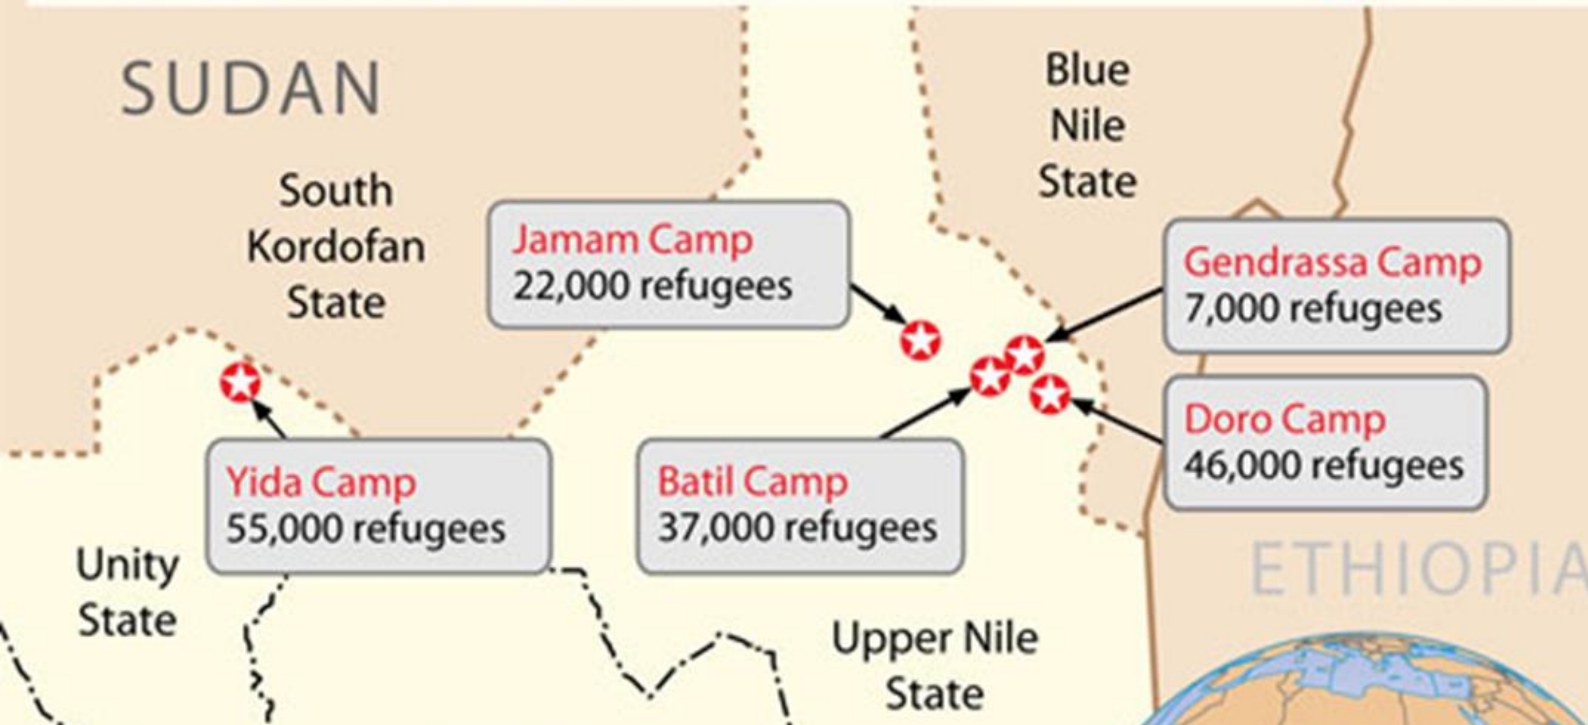 SUDAN
South
Kordofan
State
Blue
Nile
State
Jamam Camp
22,000 refugees
Gendrassa Camp
7,000 refugees
Doro Camp
46,000 refugees
Yida Camp
55,000 refugees
Batil Camp
37,000 refugees
Unity
State
ETHIOPIA
Upper Nile
State